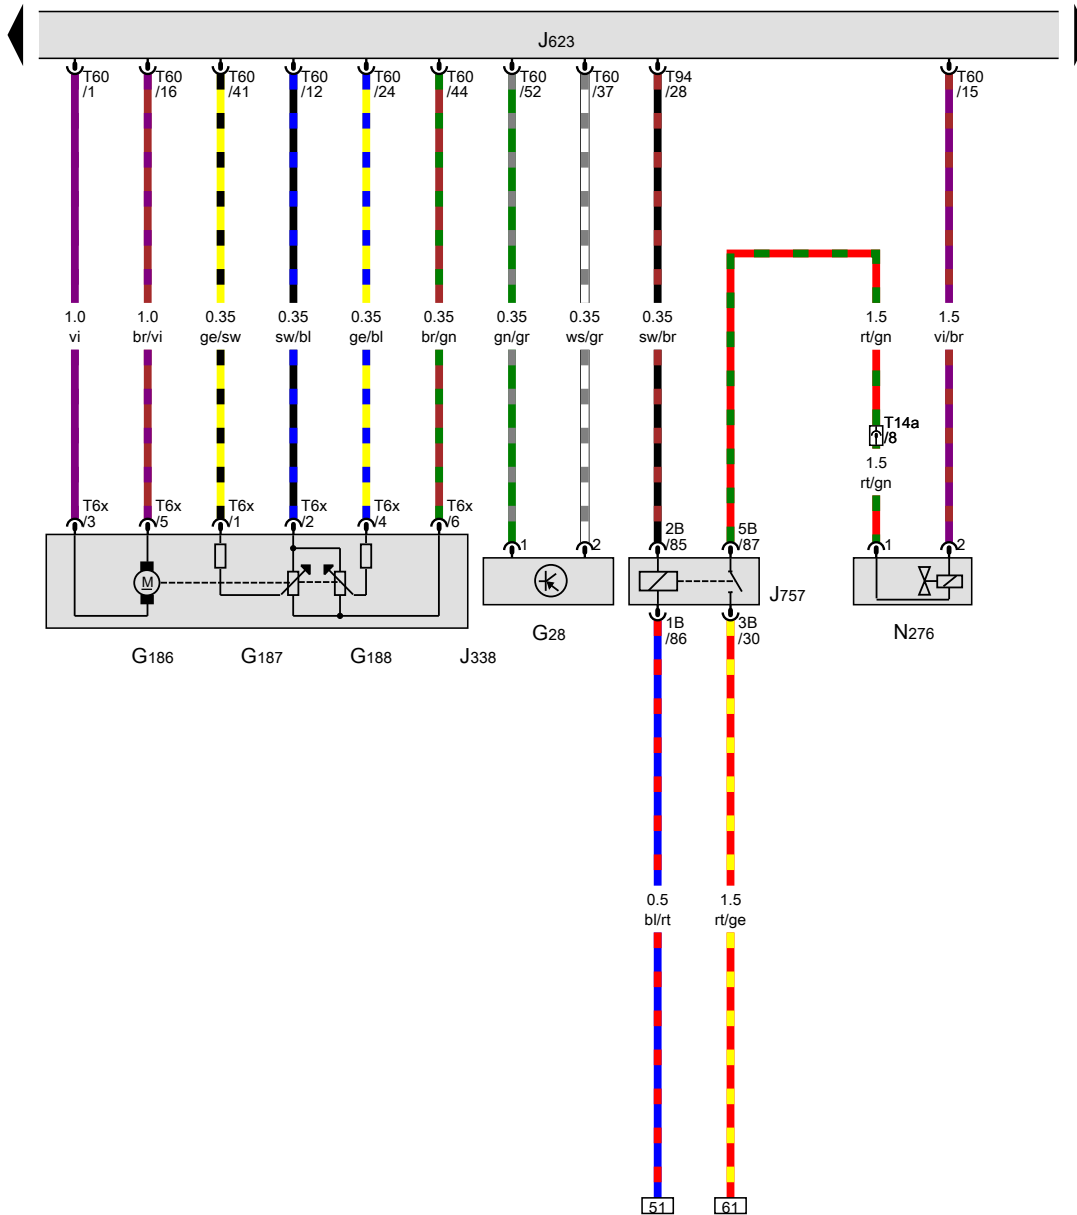 J623
T60 T60 T60 T60 T60 T60 T60 T60 T94 T60
/1 /16 /41 /12 /24 /44 /52 /37 /28 /15
1.0 1.0 0.35 0.35 0.35 0.35 0.35 0.35 0.35 1.5 1.5
vi br/vi ge/sw sw/bl ge/bl br/gn gn/gr ws/gr sw/br rt/gn vi/br
T14a
/8
1.5
rt/gn
T6x T6x T6x T6x T6x T6x
/3 /5 /1 /2 /4 /6
2B 5B
1 2 /85 /87 1 2
M
J757
1B 3B
/86 /30
G28 N276
G186 G187 G188 J338
0.5 1.5
bl/rt rt/ge
51 61